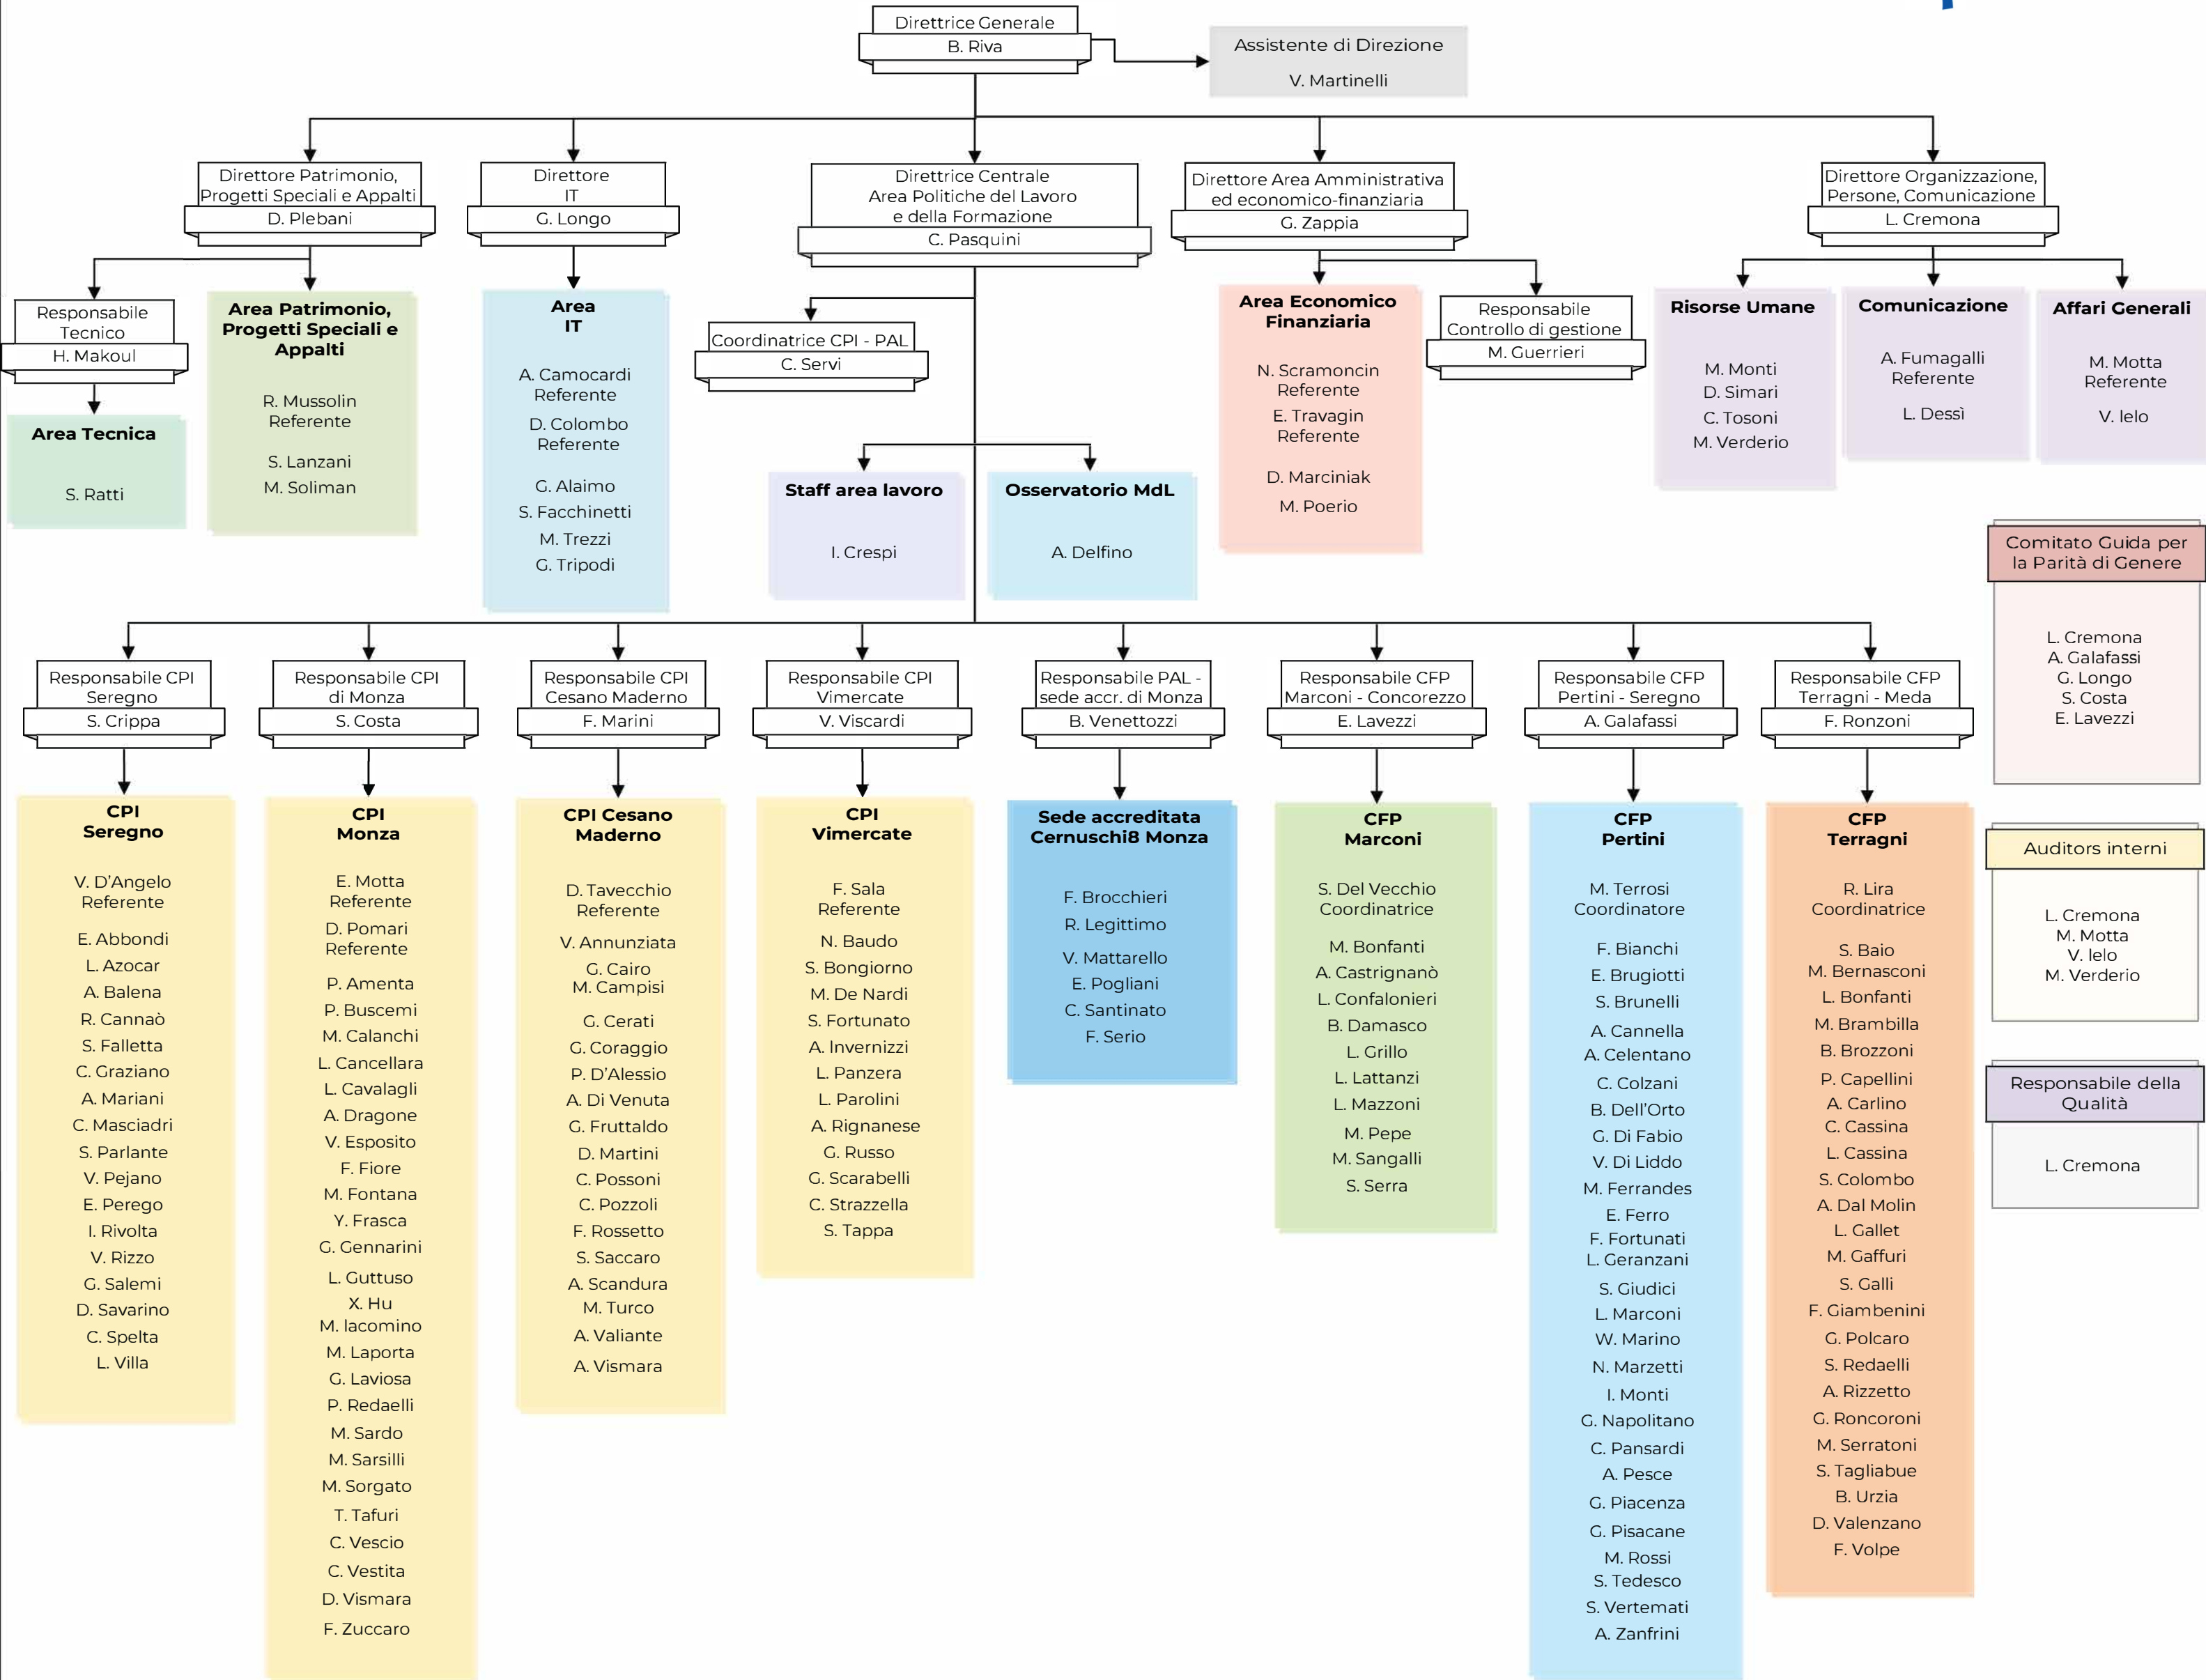 Direttrice Generale
B. Riva
Assistente di Direzione
V. Martinelli
Direttore Patrimonio,
Progetti Speciali e Appalti
D. Plebani
Direttore
IT
G. Longo
Direttrice Centrale
Area Politiche del Lavoro
e della Formazione
C. Pasquini
Direttore Area Amministrativa
ed economico-finanziaria
G. Zappia
Direttore Organizzazione,
Persone, Comunicazione
L. Cremona
Responsabile
Tecnico
H. Makoul
Area Tecnica
S. Ratti
Area Patrimonio,
Progetti Speciali e
Appalti
R. Mussolin
Referente
S. Lanzani
M. Soliman
Area
IT
A. Camocardi
Referente
D. Colombo
Referente
G. Alaimo
S. Facchinetti
M. Trezzi
G. Tripodi
Coordinatrice CPI - PAL
C. Servi
Staff area lavoro
I. Crespi
Osservatorio MdL
A. Delfino
Area Economico
Finanziaria
N. Scramoncin
Referente
E. Travagin
Referente
D. Marciniak
M. Poerio
Responsabile
Controllo di gestione
M. Guerrieri
Risorse Umane
M. Monti
D. Simari
C. Tosoni
M. Verderio
Comunicazione
A. Fumagalli
Referente
L. Dessì
Affari Generali
M. Motta
Referente
V. Ielo
Comitato Guida per
la Parità di Genere
L. Cremona
A. Galafassi
G. Longo
S. Costa
E. Lavezzi
Responsabile CPI
Seregno
S. Crippa
CPI
Seregno
V. D’Angelo
Referente
E. Abbondi
L. Azocar
A. Balena
R. Cannaò
S. Falletta
C. Graziano
A. Mariani
C. Masciadri
S. Parlante
V. Pejano
E. Perego
I. Rivolta
V. Rizzo
G. Salemi
D. Savarino
C. Spelta
L. Villa
Responsabile CPI
di Monza
S. Costa
CPI
Monza
E. Motta
Referente
D. Pomari
Referente
P. Amenta
P. Buscemi
M. Calanchi
L. Cancellara
L. Cavalagli
A. Dragone
V. Esposito
F. Fiore
M. Fontana
Y. Frasca
G. Gennarini
L. Guttuso
X. Hu
M. Iacomino
M. Laporta
G. Laviosa
P. Redaelli
M. Sardo
M. Sarsilli
M. Sorgato
T. Tafuri
C. Vescio
C. Vestita
D. Vismara
F. Zuccaro
Responsabile CPI
Cesano Maderno
F. Marini
CPI Cesano
Maderno
D. Tavecchio
Referente
V. Annunziata
G. Cairo
M. Campisi
G. Cerati
G. Coraggio
P. D’Alessio
A. Di Venuta
G. Fruttaldo
D. Martini
C. Possoni
C. Pozzoli
F. Rossetto
S. Saccaro
A. Scandura
M. Turco
A. Valiante
A. Vismara
Responsabile CPI
Vimercate
V. Viscardi
CPI
Vimercate
F. Sala
Referente
N. Baudo
S. Bongiorno
M. De Nardi
S. Fortunato
A. Invernizzi
L. Panzera
L. Parolini
A. Rignanese
G. Russo
G. Scarabelli
C. Strazzella
S. Tappa
Responsabile PAL -
sede accr. di Monza
B. Venettozzi
Sede accreditata
Cernuschi8 Monza
F. Brocchieri
R. Legittimo
V. Mattarello
E. Pogliani
C. Santinato
F. Serio
Responsabile CFP
Marconi - Concorezzo
E. Lavezzi
CFP
Marconi
S. Del Vecchio
Coordinatrice
M. Bonfanti
A. Castrignanò
L. Confalonieri
B. Damasco
L. Grillo
L. Lattanzi
L. Mazzoni
M. Pepe
M. Sangalli
S. Serra
Responsabile CFP
Pertini - Seregno
A. Galafassi
CFP
Pertini
M. Terrosi
Coordinatore
F. Bianchi
E. Brugiotti
S. Brunelli
A. Cannella
A. Celentano
C. Colzani
B. Dell’Orto
G. Di Fabio
V. Di Liddo
M. Ferrandes
E. Ferro
F. Fortunati
L. Geranzani
S. Giudici
L. Marconi
W. Marino
N. Marzetti
I. Monti
G. Napolitano
C. Pansardi
A. Pesce
G. Piacenza
G. Pisacane
M. Rossi
S. Tedesco
S. Vertemati
A. Zanfrini
Responsabile CFP
Terragni - Meda
F. Ronzoni
CFP
Terragni
R. Lira
Coordinatrice
S. Baio
M. Bernasconi
L. Bonfanti
M. Brambilla
B. Brozzoni
P. Capellini
A. Carlino
C. Cassina
L. Cassina
S. Colombo
A. Dal Molin
L. Gallet
M. Gaffuri
S. Galli
F. Giambenini
G. Polcaro
S. Redaelli
A. Rizzetto
G. Roncoroni
M. Serratoni
S. Tagliabue
B. Urzia
D. Valenzano
F. Volpe
Auditors interni
L. Cremona
M. Motta
V. Ielo
M. Verderio
Responsabile della
Qualità
L. Cremona